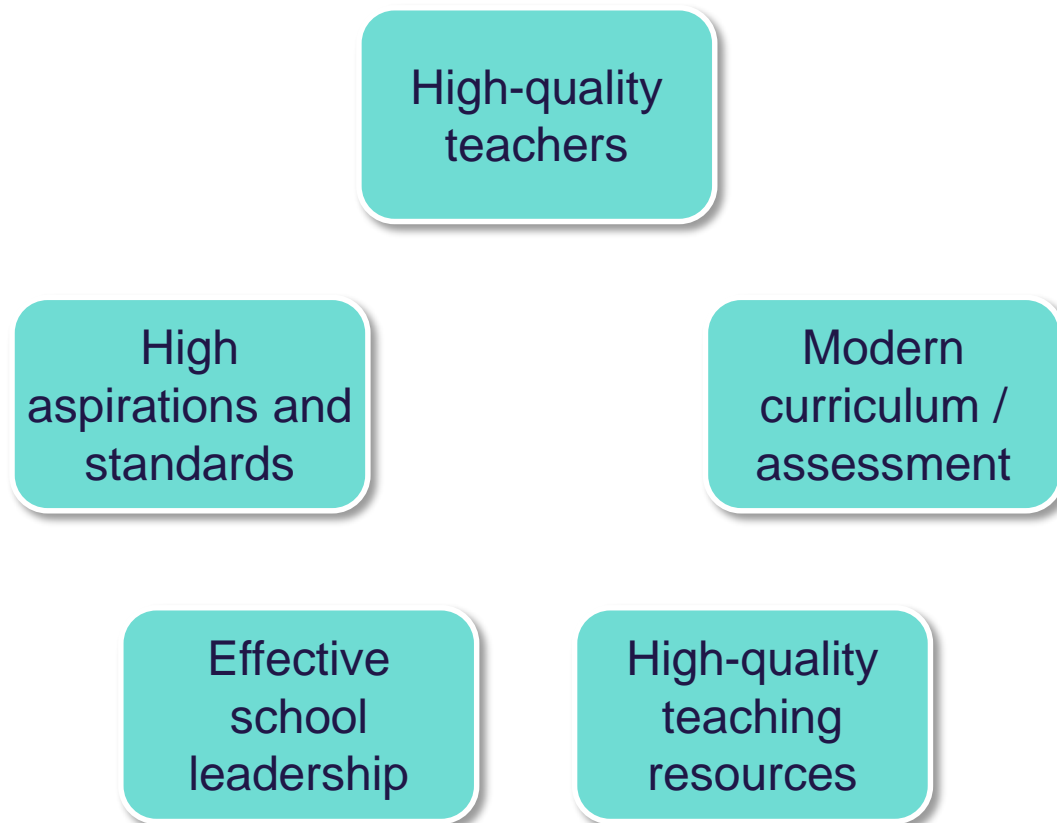 High-quality
teachers
High
aspirations and
standards
Modern
curriculum /
assessment
Effective
school
leadership
High-quality
teaching
resources